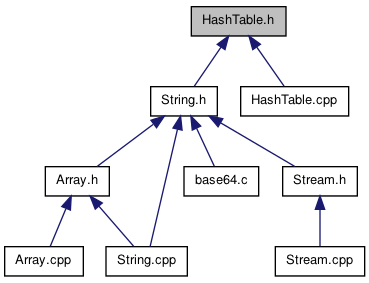 HashTable.h
String.h
HashTable.cpp
Array.h
base64.c
Stream.h
Array.cpp
String.cpp
Stream.cpp